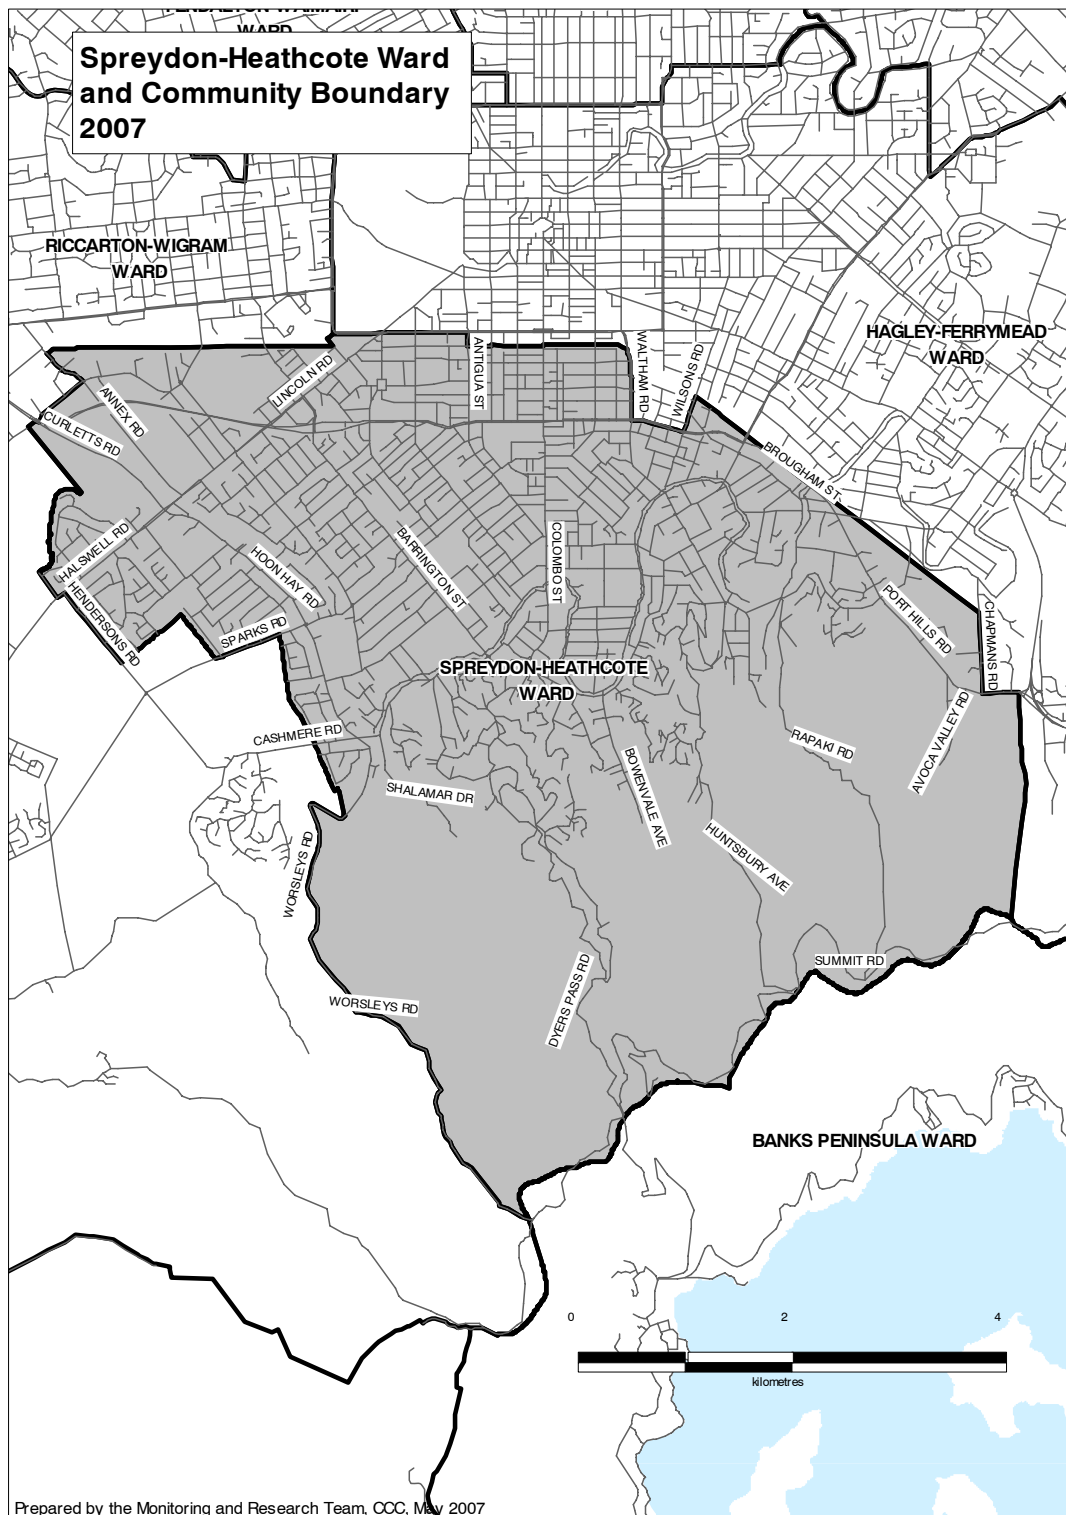 PENDALTON-WAIMAIRI
WARD
Spreydon-Heathcote Ward
and Community Boundary
2007
RICCARTON-WIGRAM
WARD
HAGLEY-FERRYMEAD
WARD
LINCOLN RD
ANTIGUA ST
WALTHAM RD
WILSONS RD
ANNEX RD
CURLETTS RD
BROUGHAM ST
HALSWELL RD
HENDERSONS RD
HOON HAY RD
BARRINGTON ST
COLOMBO ST
SPARKS RD
PORT HILLS RD
CHAPMANS RD
SPREYDON-HEATHCOTE
WARD
CASHMERE RD
SHALAMAR DR
BOWENVALE AVE
RAPAKI RD
AVOCA VALLEY RD
HUNTSBURY AVE
WORSLEYS RD
SUMMIT RD
WORSLEYS RD
DYERS PASS RD
BANKS PENINSULA WARD
0 2 4
kilometres
Prepared by the Monitoring and Research Team, CCC, May 2007